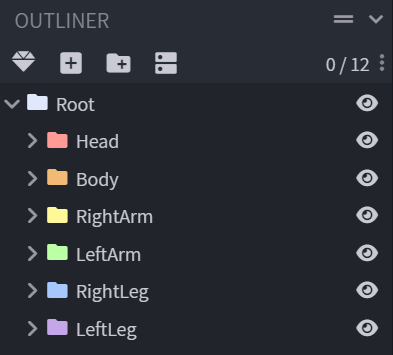 OUTLINER
0 / 12
Root
Head
Body
RightArm
LeftArm
RightLeg
LeftLeg